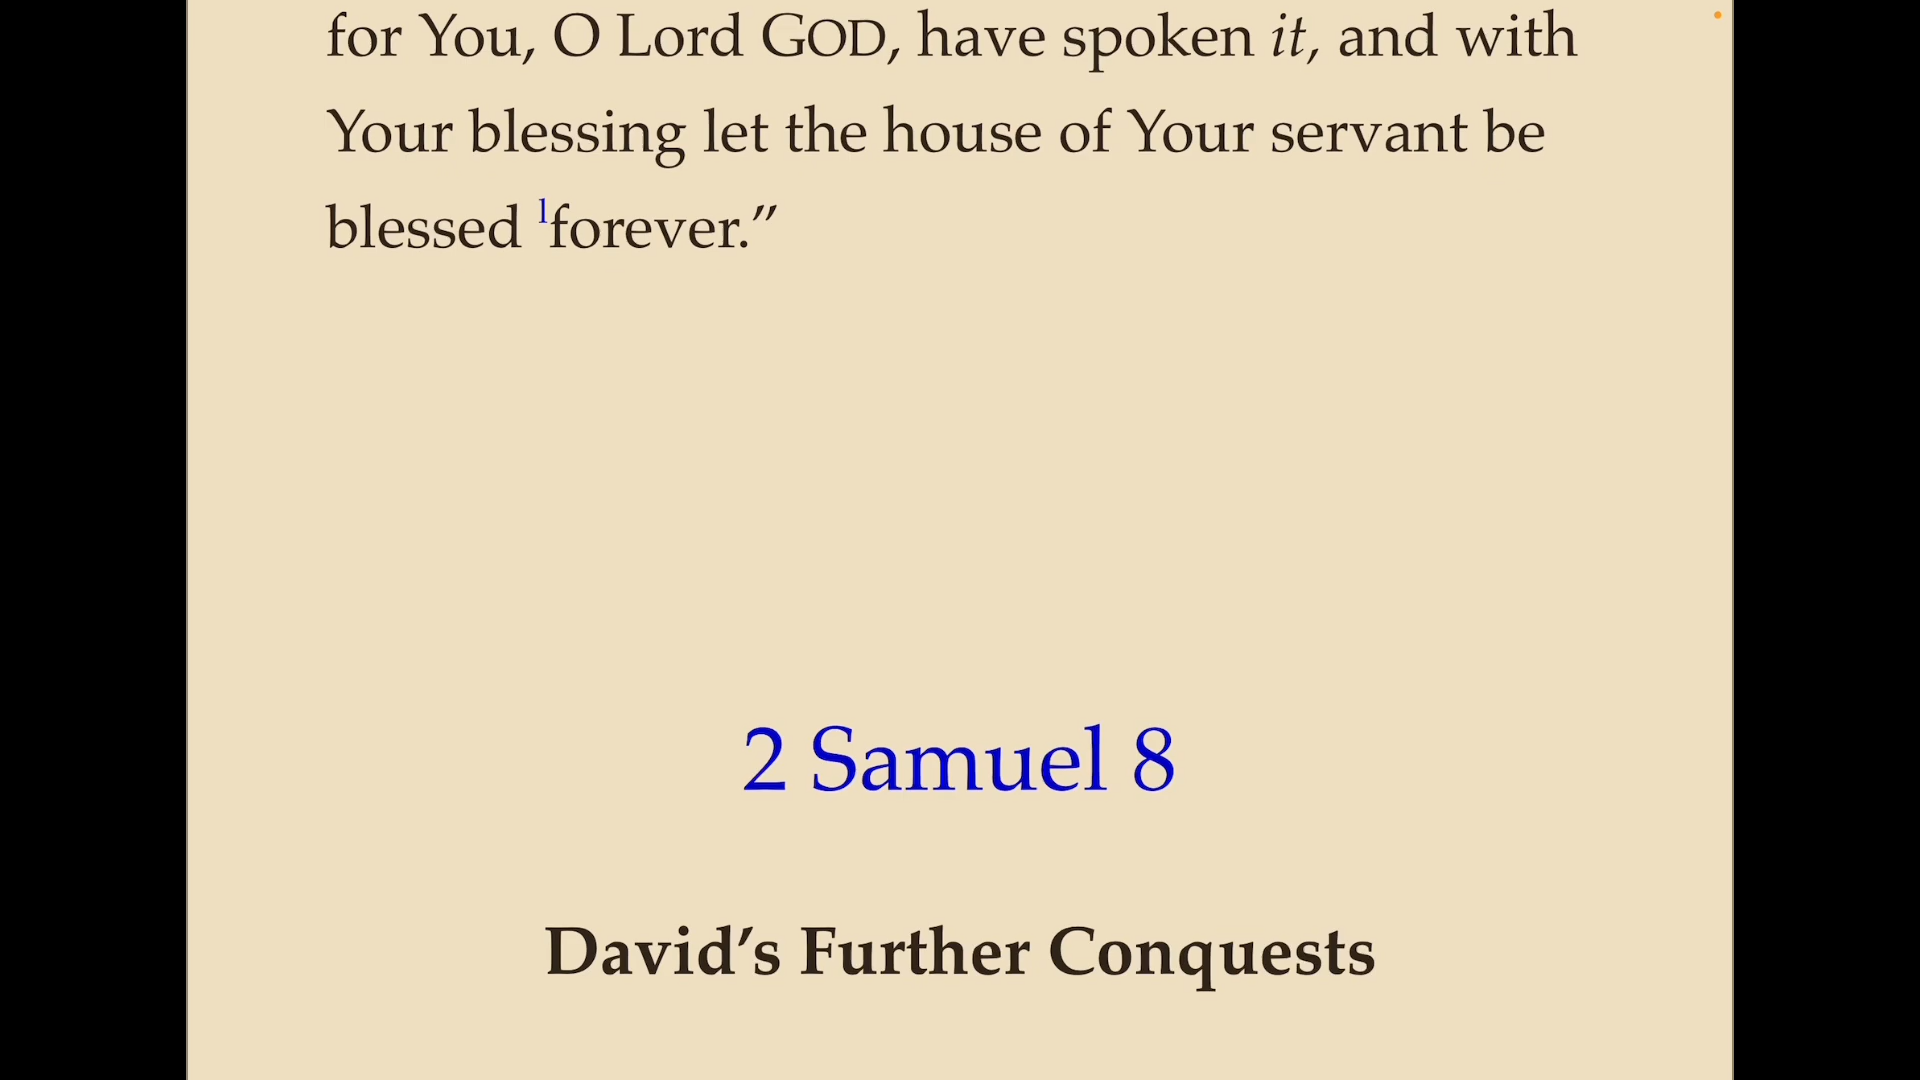 for You, O Lord GOD, have spoken it, and with
Your blessing let the house of Your servant be
blessed lforever.”
2 Samuel 8
David’s Further Conquests